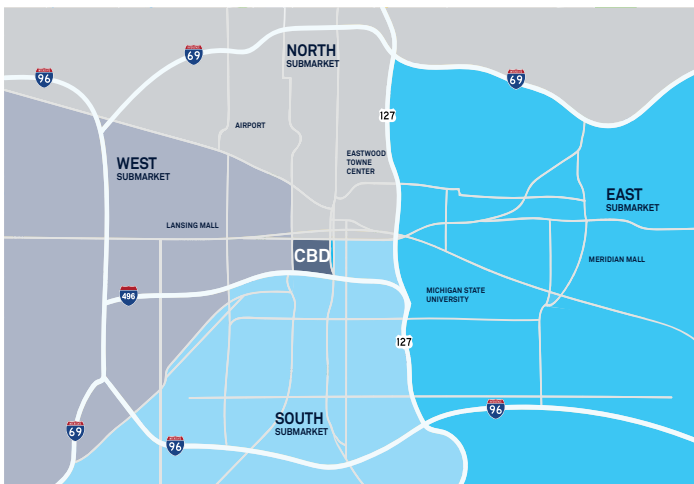 NORTH
SUBMARKET
69
96
69
127
AIRPORT
EASTWOOD
TOWNE
CENTER
WEST
SUBMARKET
EAST
SUBMARKET
LANSING MALL
CBD
MERIDIAN MALL
496
MICHIGAN STATE
UNIVERSITY
127
SOUTH
SUBMARKET
96
69
96